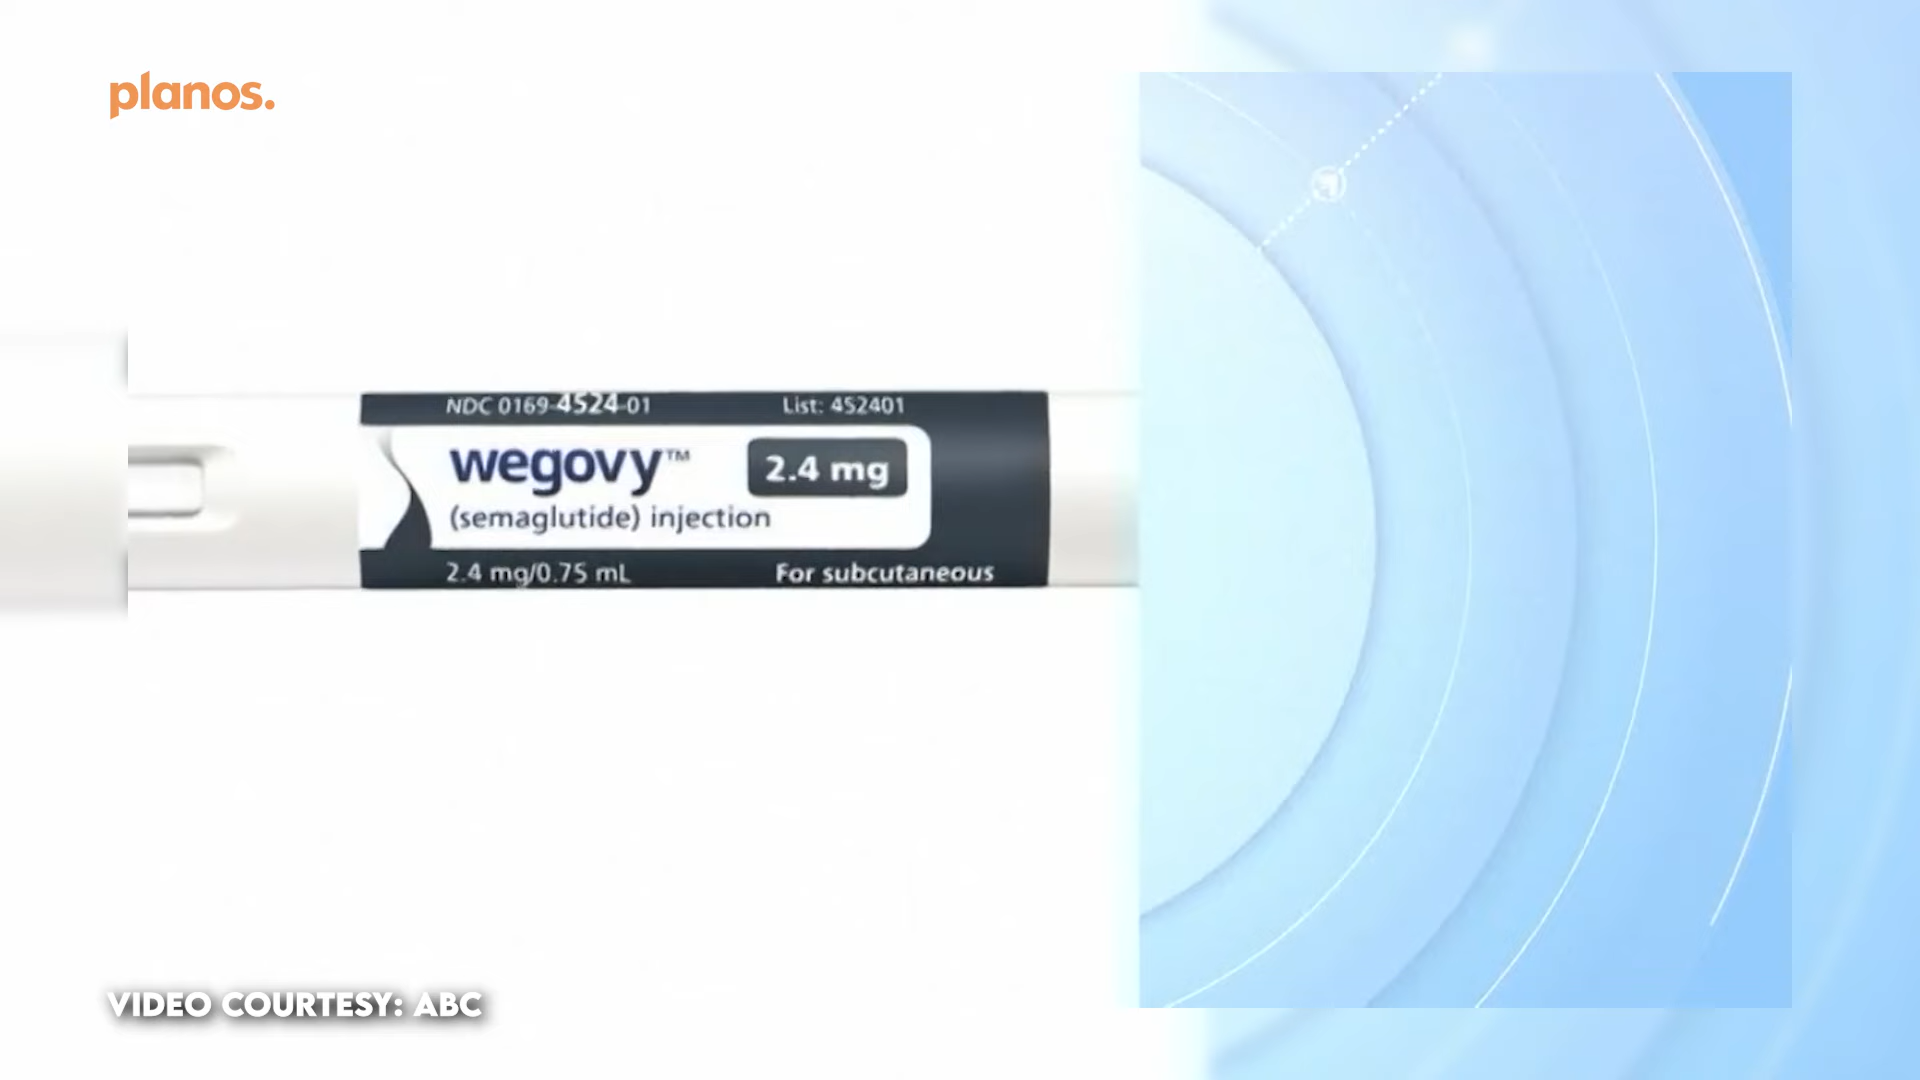 planos.
NDC 0169-4524-01 List: 452401
wegovy™ 2.4 mg
(semaglutide) injection
2.4 mg/0.75 mL For subcutaneous
VIDEO COURTESY: ABC